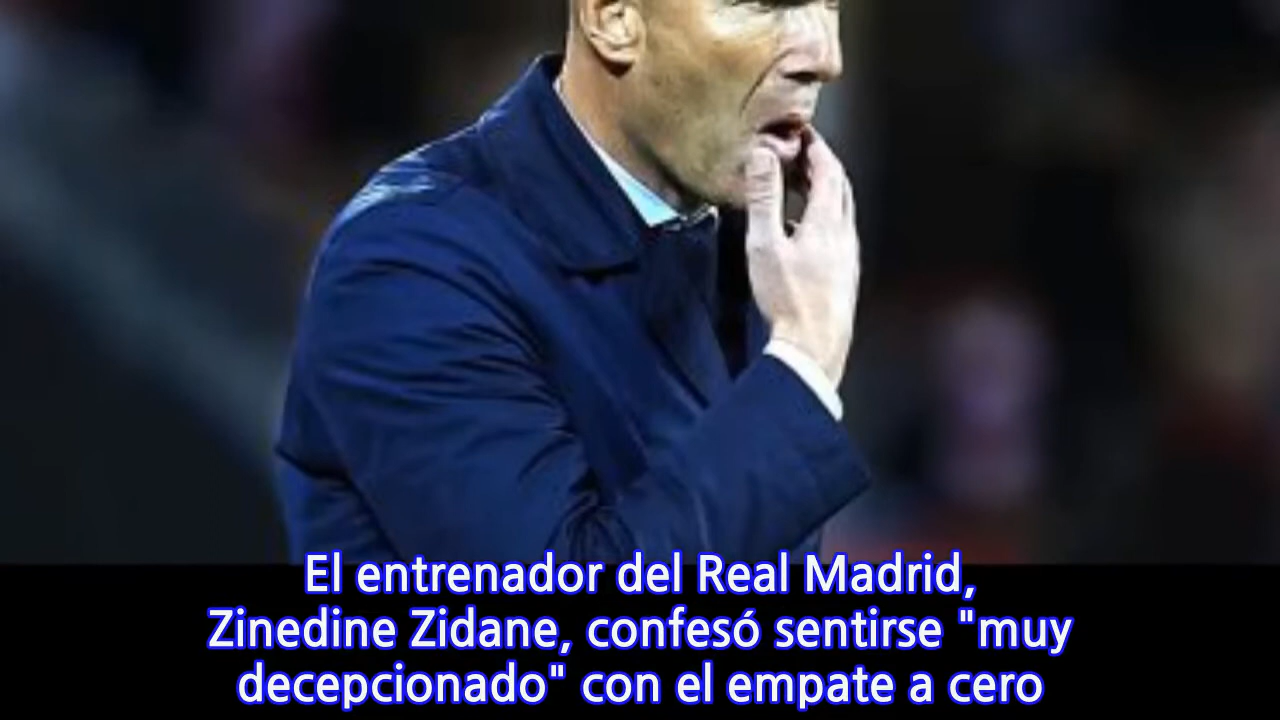 El entrenador del Real Madrid,
Zinedine Zidane, confesó sentirse "muy
decepcionado" con el empate a cero